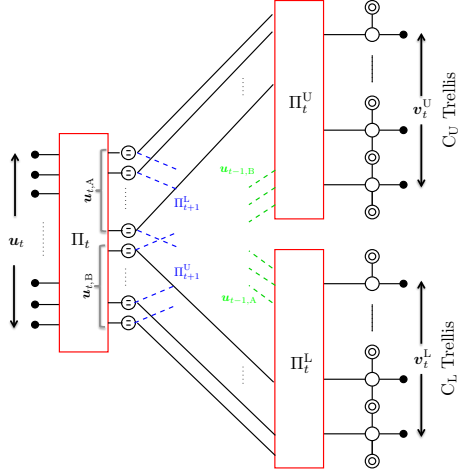 u_t
Π_t
u_{t,A}
u_{t,B}
Ξ
Ξ
Ξ
Ξ
Ξ
Ξ
Π^L_{t+1}
Π^U_{t+1}
u_{t−1,B}
u_{t−1,A}
Π^U_t
Π^L_t
v^U_t
C_U Trellis
v^L_t
C_L Trellis